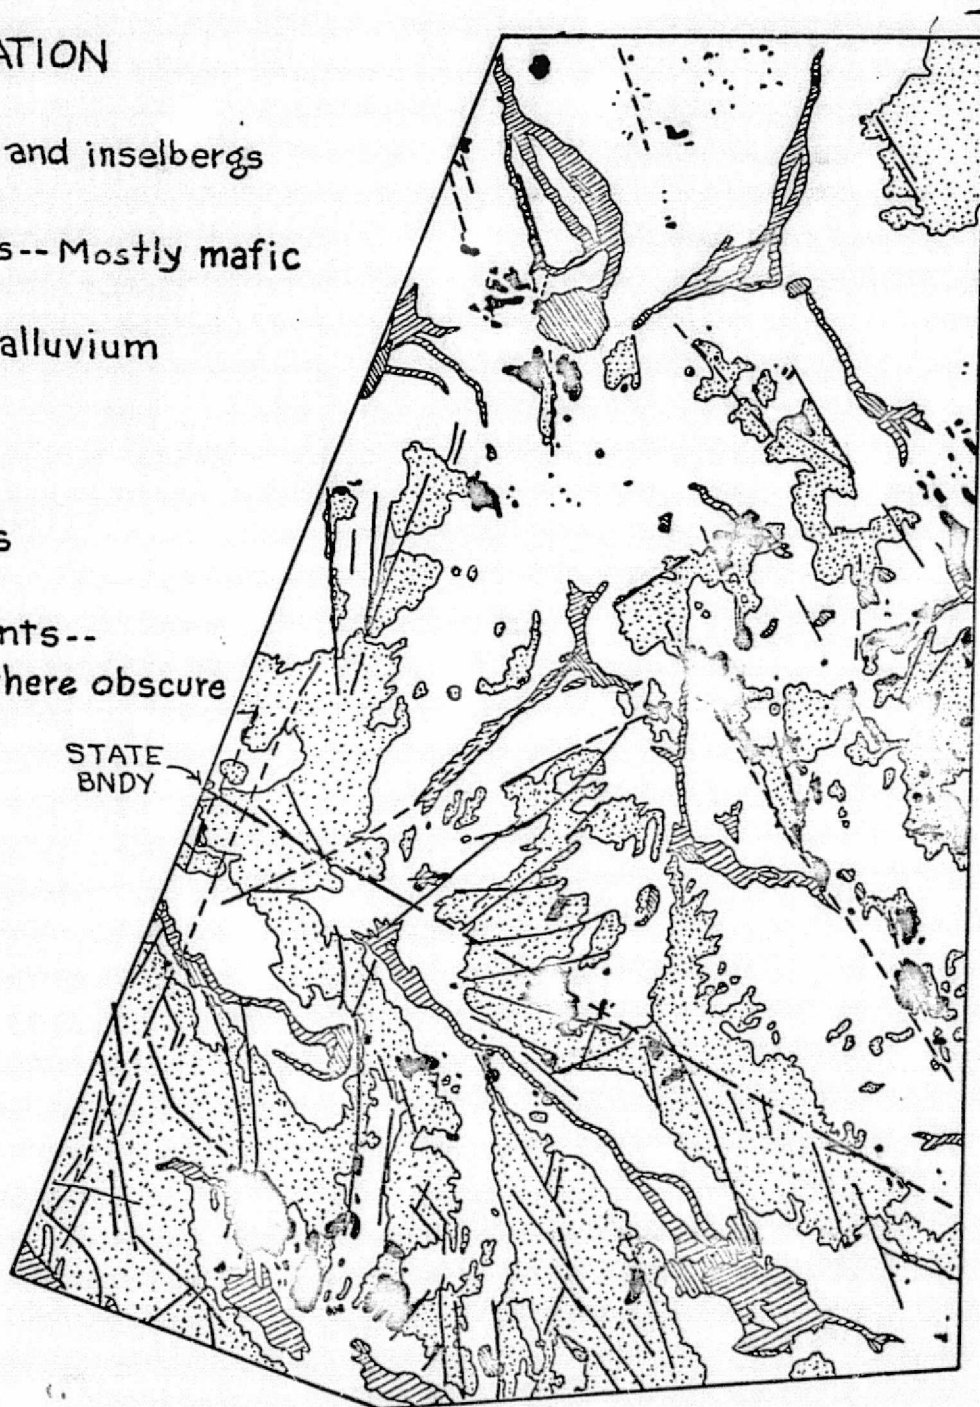 ATION
and inselbergs
s--Mostly mafic
alluvium
s
nts--
here obscure
STATE
BNDY